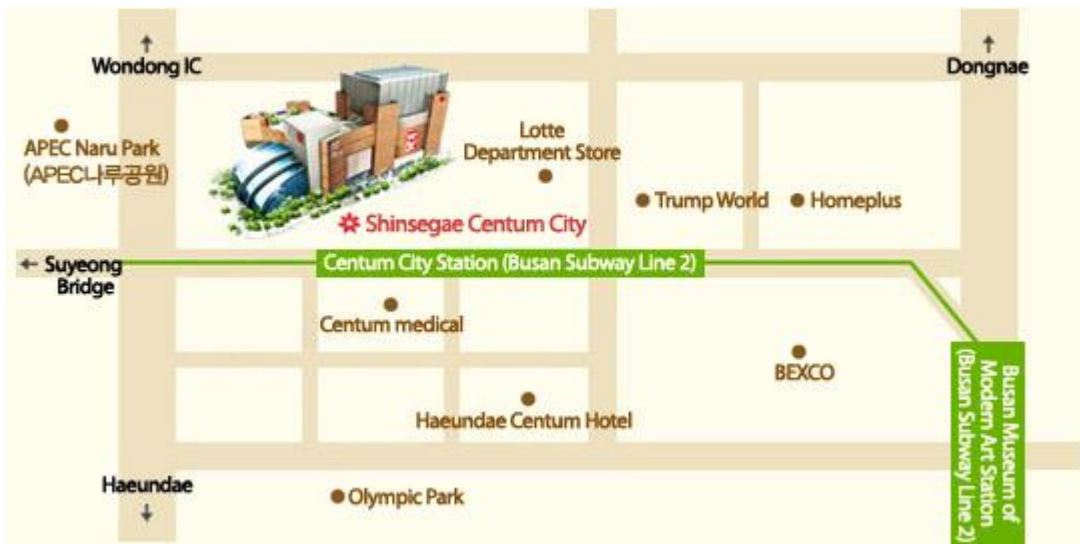 Wondong IC
Dongnae
APEC Naru Park
(APEC나루공원)
Lotte
Department Store
Trump World
Homeplus
Shinsegae Centum City
Suyeong
Bridge
Centum City Station (Busan Subway Line 2)
Centum medical
BEXCO
Haeundae Centum Hotel
Busan Museum of
Modern Art Station
(Busan Subway Line 2)
Haeundae
Olympic Park